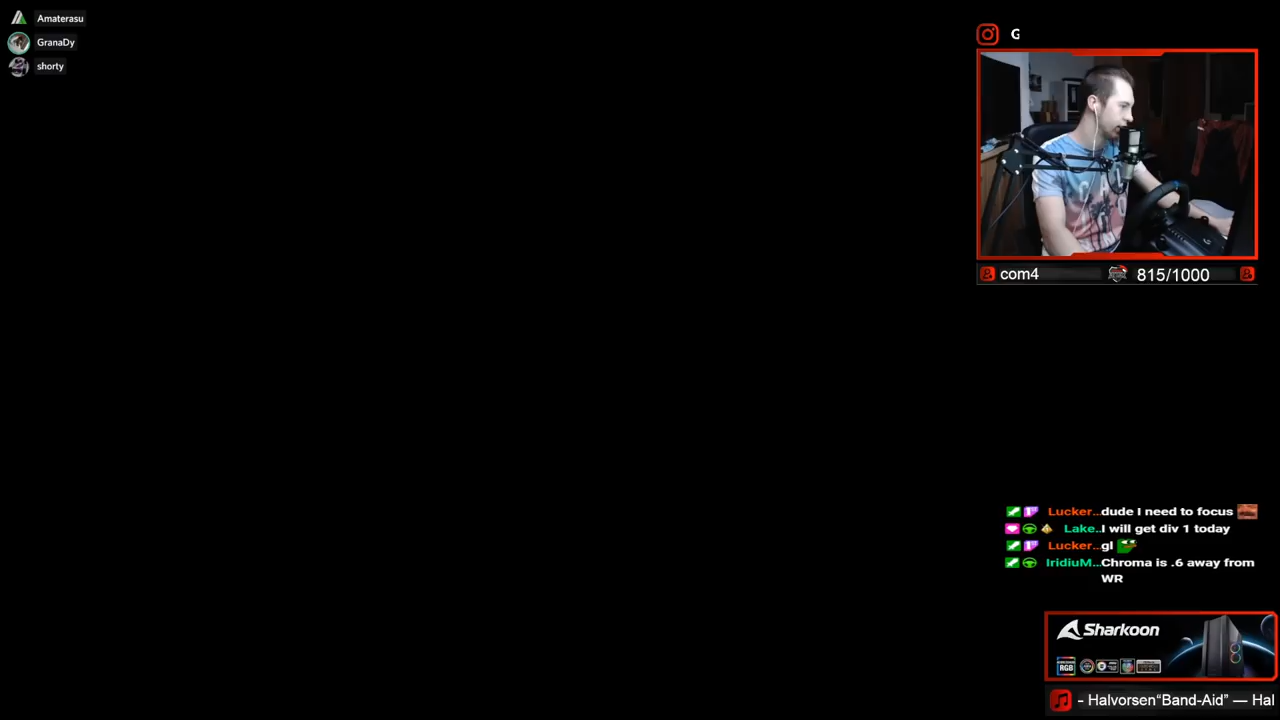 Amaterasu
GranaDy
shorty
G
com4
815/1000
Lucker..dude I need to focus
Lake..I will get div 1 today
Lucker..gl
IridiuM...Chroma is .6 away from
WR
Sharkoon
RGB
- Halvorsen"Band-Aid" — Hal